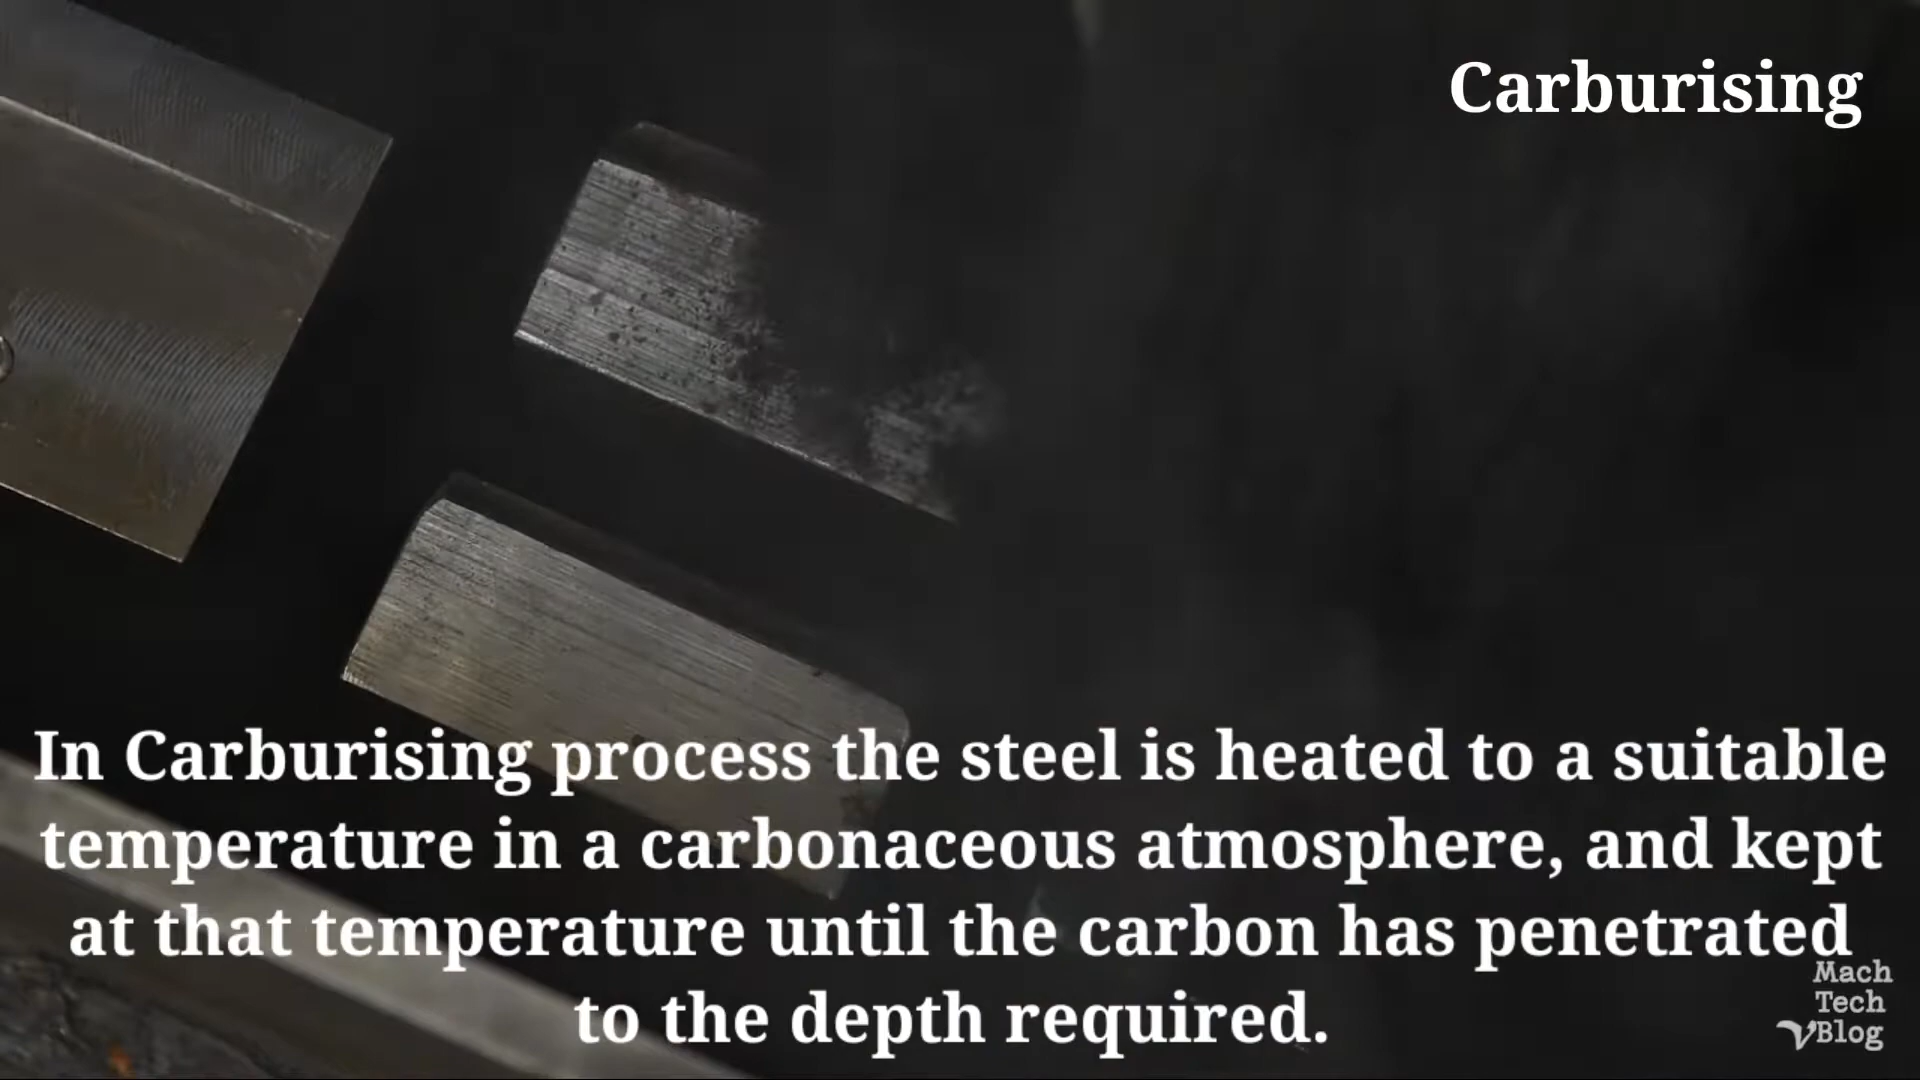 Carburising
In Carburising process the steel is heated to a suitable
temperature in a carbonaceous atmosphere, and kept
at that temperature until the carbon has penetrated
to the depth required.
Mach
Tech
Blog